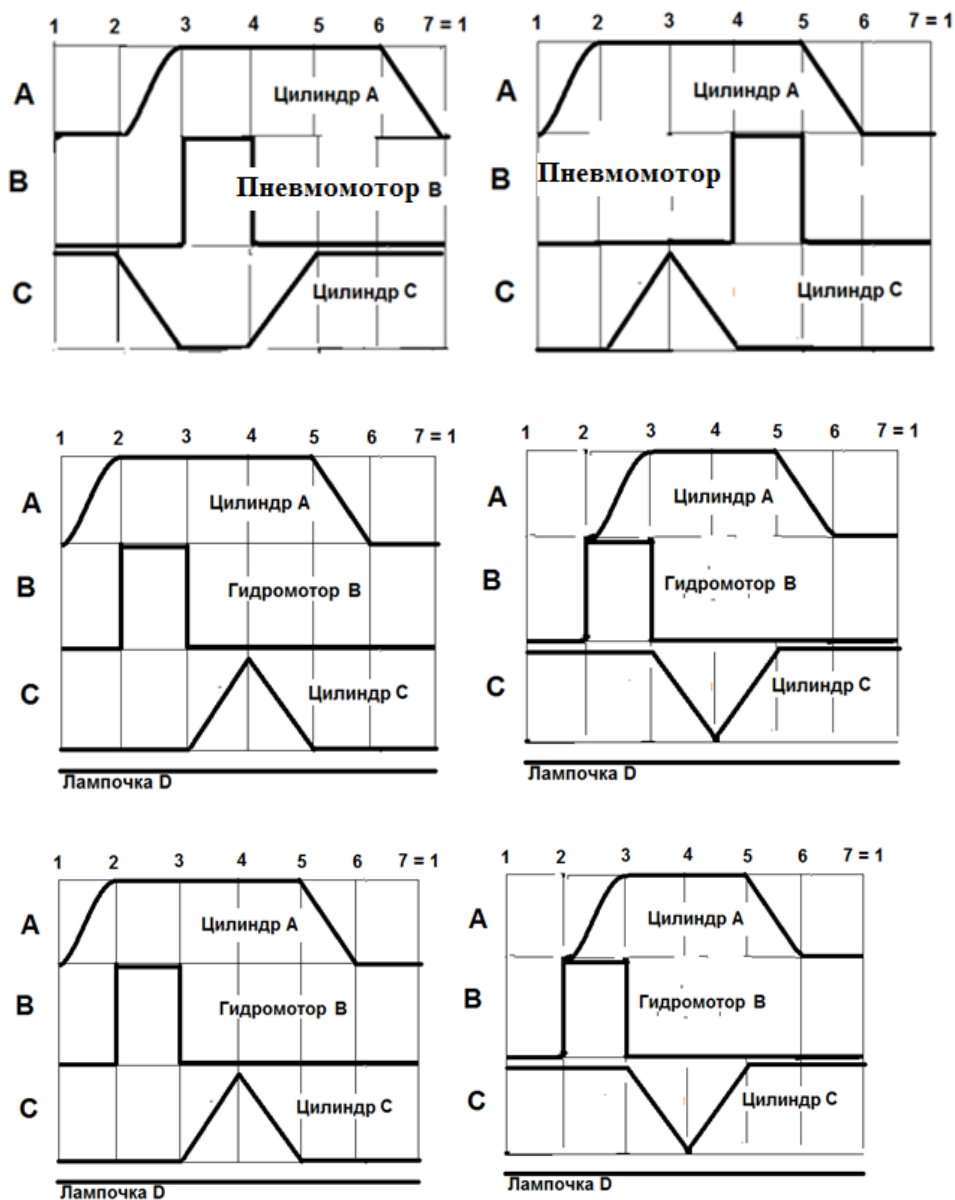 1 2 3 4 5 6 7 = 1
A Цилиндр A
B Пневмомотор B
C Цилиндр C
1 2 3 4 5 6 7 = 1
A Цилиндр A
B Пневмомотор
C Цилиндр C
1 2 3 4 5 6 7 = 1
A Цилиндр A
B Гидромотор B
C Цилиндр C
Лампочка D
1 2 3 4 5 6 7 = 1
A Цилиндр A
B Гидромотор B
C Цилиндр C
Лампочка D
1 2 3 4 5 6 7 = 1
A Цилиндр A
B Гидромотор B
C Цилиндр C
Лампочка D
1 2 3 4 5 6 7 = 1
A Цилиндр A
B Гидромотор B
C Цилиндр C
Лампочка D